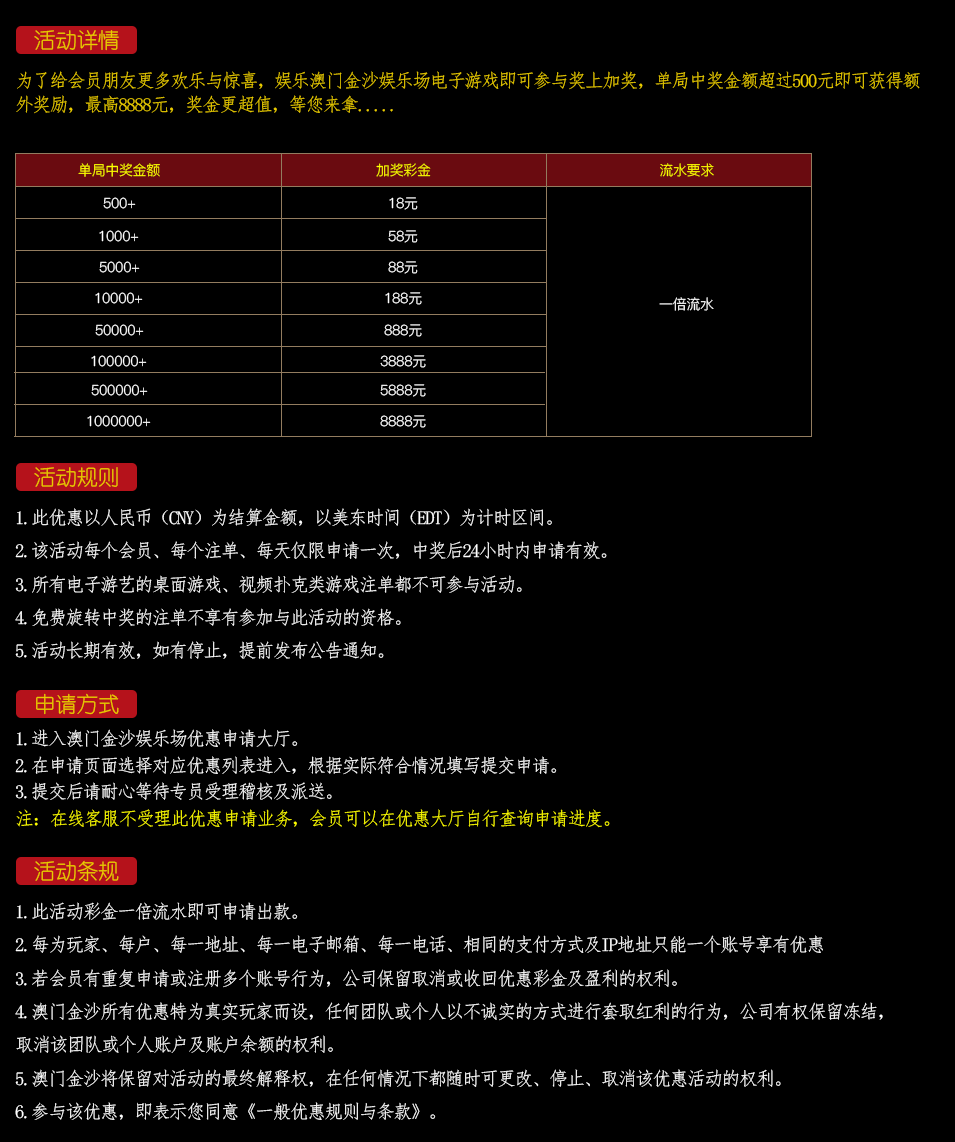 活动详情
为了给会员朋友更多欢乐与惊喜，娱乐澳门金沙娱乐场电子游戏即可参与奖上加奖，单局中奖金额超过500元即可获得额
外奖励，最高8888元，奖金更超值，等您来拿.....
单局中奖金额 加奖彩金 流水要求
500+ 18元
1000+ 58元
5000+ 88元
10000+ 188元
一倍流水
50000+ 888元
100000+ 3888元
500000+ 5888元
1000000+ 8888元
活动规则
1.此优惠以人民币（CNY）为结算金额，以美东时间（EDT）为计时区间。
2.该活动每个会员、每个注单、每天仅限申请一次，中奖后24小时内申请有效。
3.所有电子游艺的桌面游戏、视频扑克类游戏注单都不可参与活动。
4.免费旋转中奖的注单不享有参加与此活动的资格。
5.活动长期有效，如有停止，提前发布公告通知。
申请方式
1.进入澳门金沙娱乐场优惠申请大厅。
2.在申请页面选择对应优惠列表进入，根据实际符合情况填写提交申请。
3.提交后请耐心等待专员受理稽核及派送。
注：在线客服不受理此优惠申请业务，会员可以在优惠大厅自行查询申请进度。
活动条规
1.此活动彩金一倍流水即可申请出款。
2.每为玩家、每户、每一地址、每一电子邮箱、每一电话、相同的支付方式及IP地址只能一个账号享有优惠
3.若会员有重复申请或注册多个账号行为，公司保留取消或收回优惠彩金及盈利的权利。
4.澳门金沙所有优惠特为真实玩家而设，任何团队或个人以不诚实的方式进行套取红利的行为，公司有权保留冻结，
取消该团队或个人账户及账户余额的权利。
5.澳门金沙将保留对活动的最终解释权，在任何情况下都随时可更改、停止、取消该优惠活动的权利。
6.参与该优惠，即表示您同意《一般优惠规则与条款》。